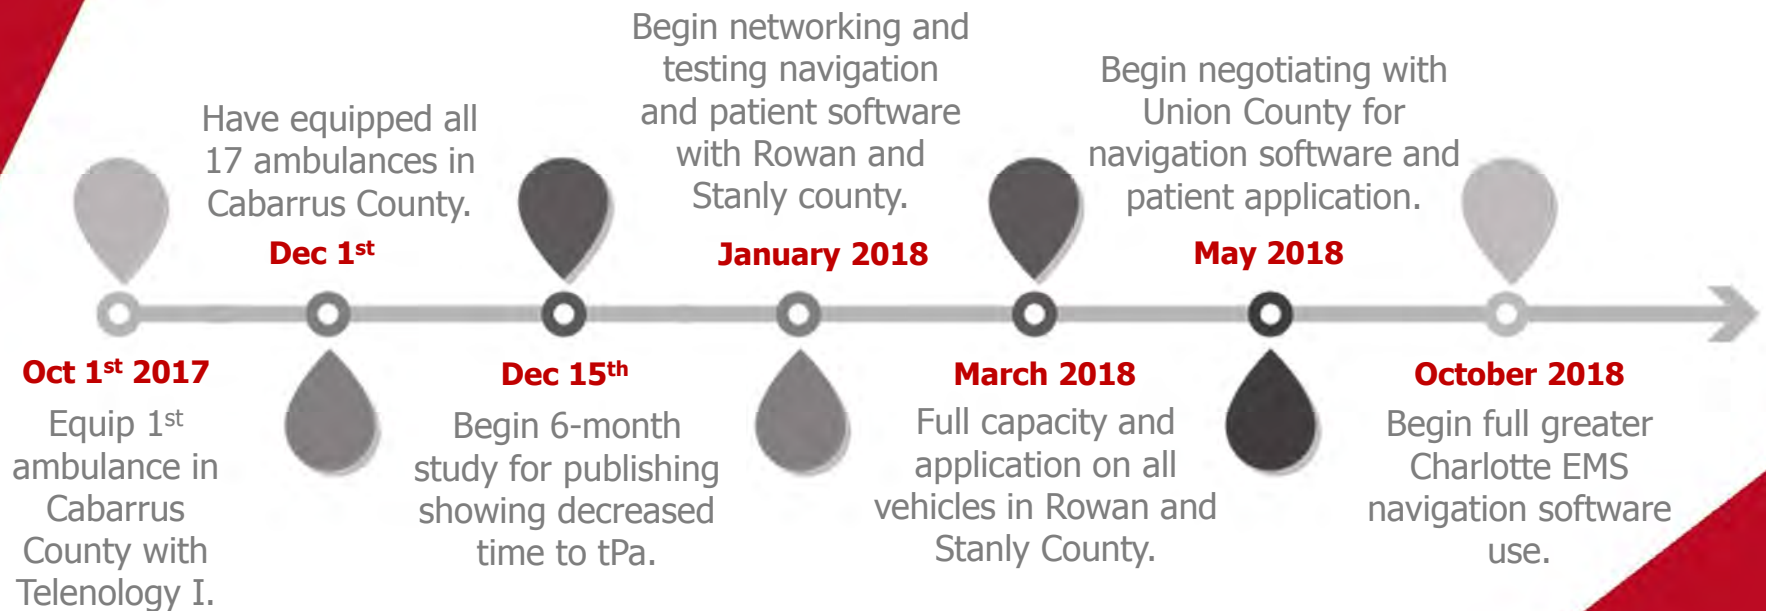 Oct 1st 2017
Equip 1st
ambulance in
Cabarrus
County with
Telenology I.
Have equipped all
17 ambulances in
Cabarrus County.
Dec 1st
Dec 15th
Begin 6-month
study for publishing
showing decreased
time to tPa.
Begin networking and
testing navigation
and patient software
with Rowan and
Stanly county.
January 2018
March 2018
Full capacity and
application on all
vehicles in Rowan and
Stanly County.
Begin negotiating with
Union County for
navigation software and
patient application.
May 2018
October 2018
Begin full greater
Charlotte EMS
navigation software
use.